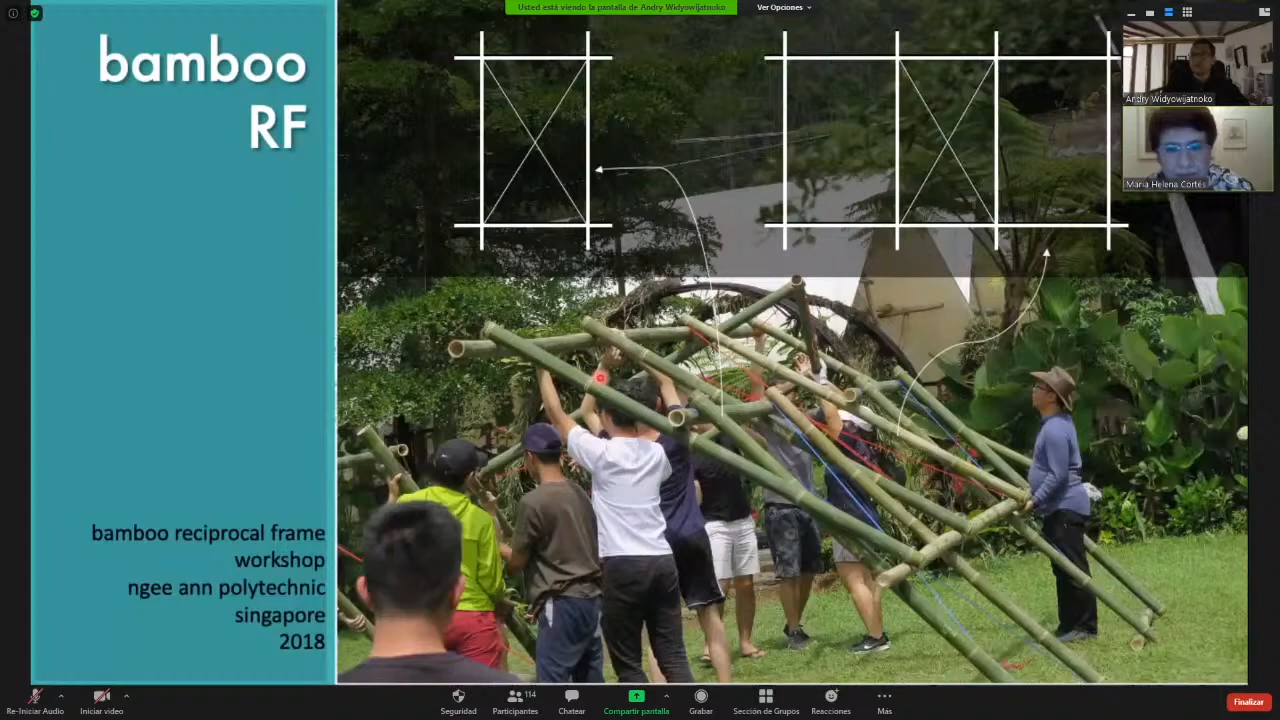 Usted está viendo la pantalla de Andry Widyowijatnoko
Ver Opciones
bamboo
RF
Andry Widyowijatnoko
Maria Helena Cortés
bamboo reciprocal frame
workshop
ngee ann polytechnic
singapore
2018
Re-Iniciar Audio
Iniciar video
Seguridad
114
Participantes
Chatear
Compartir pantalla
Grabar
Sección de Grupos
Reacciones
Más
Finalizar